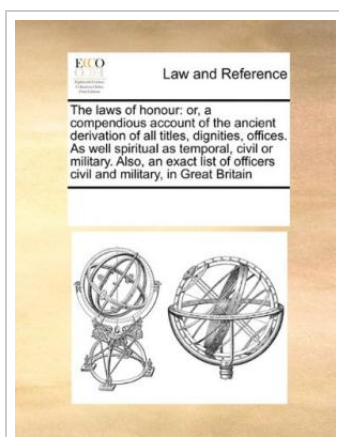 ECCO
Law and Reference
The laws of honour: or, a
compendious account of the ancient
derivation of all titles, dignities, offices.
As well spiritual as temporal, civil or
military. Also, an exact list of officers
civil and military, in Great Britain